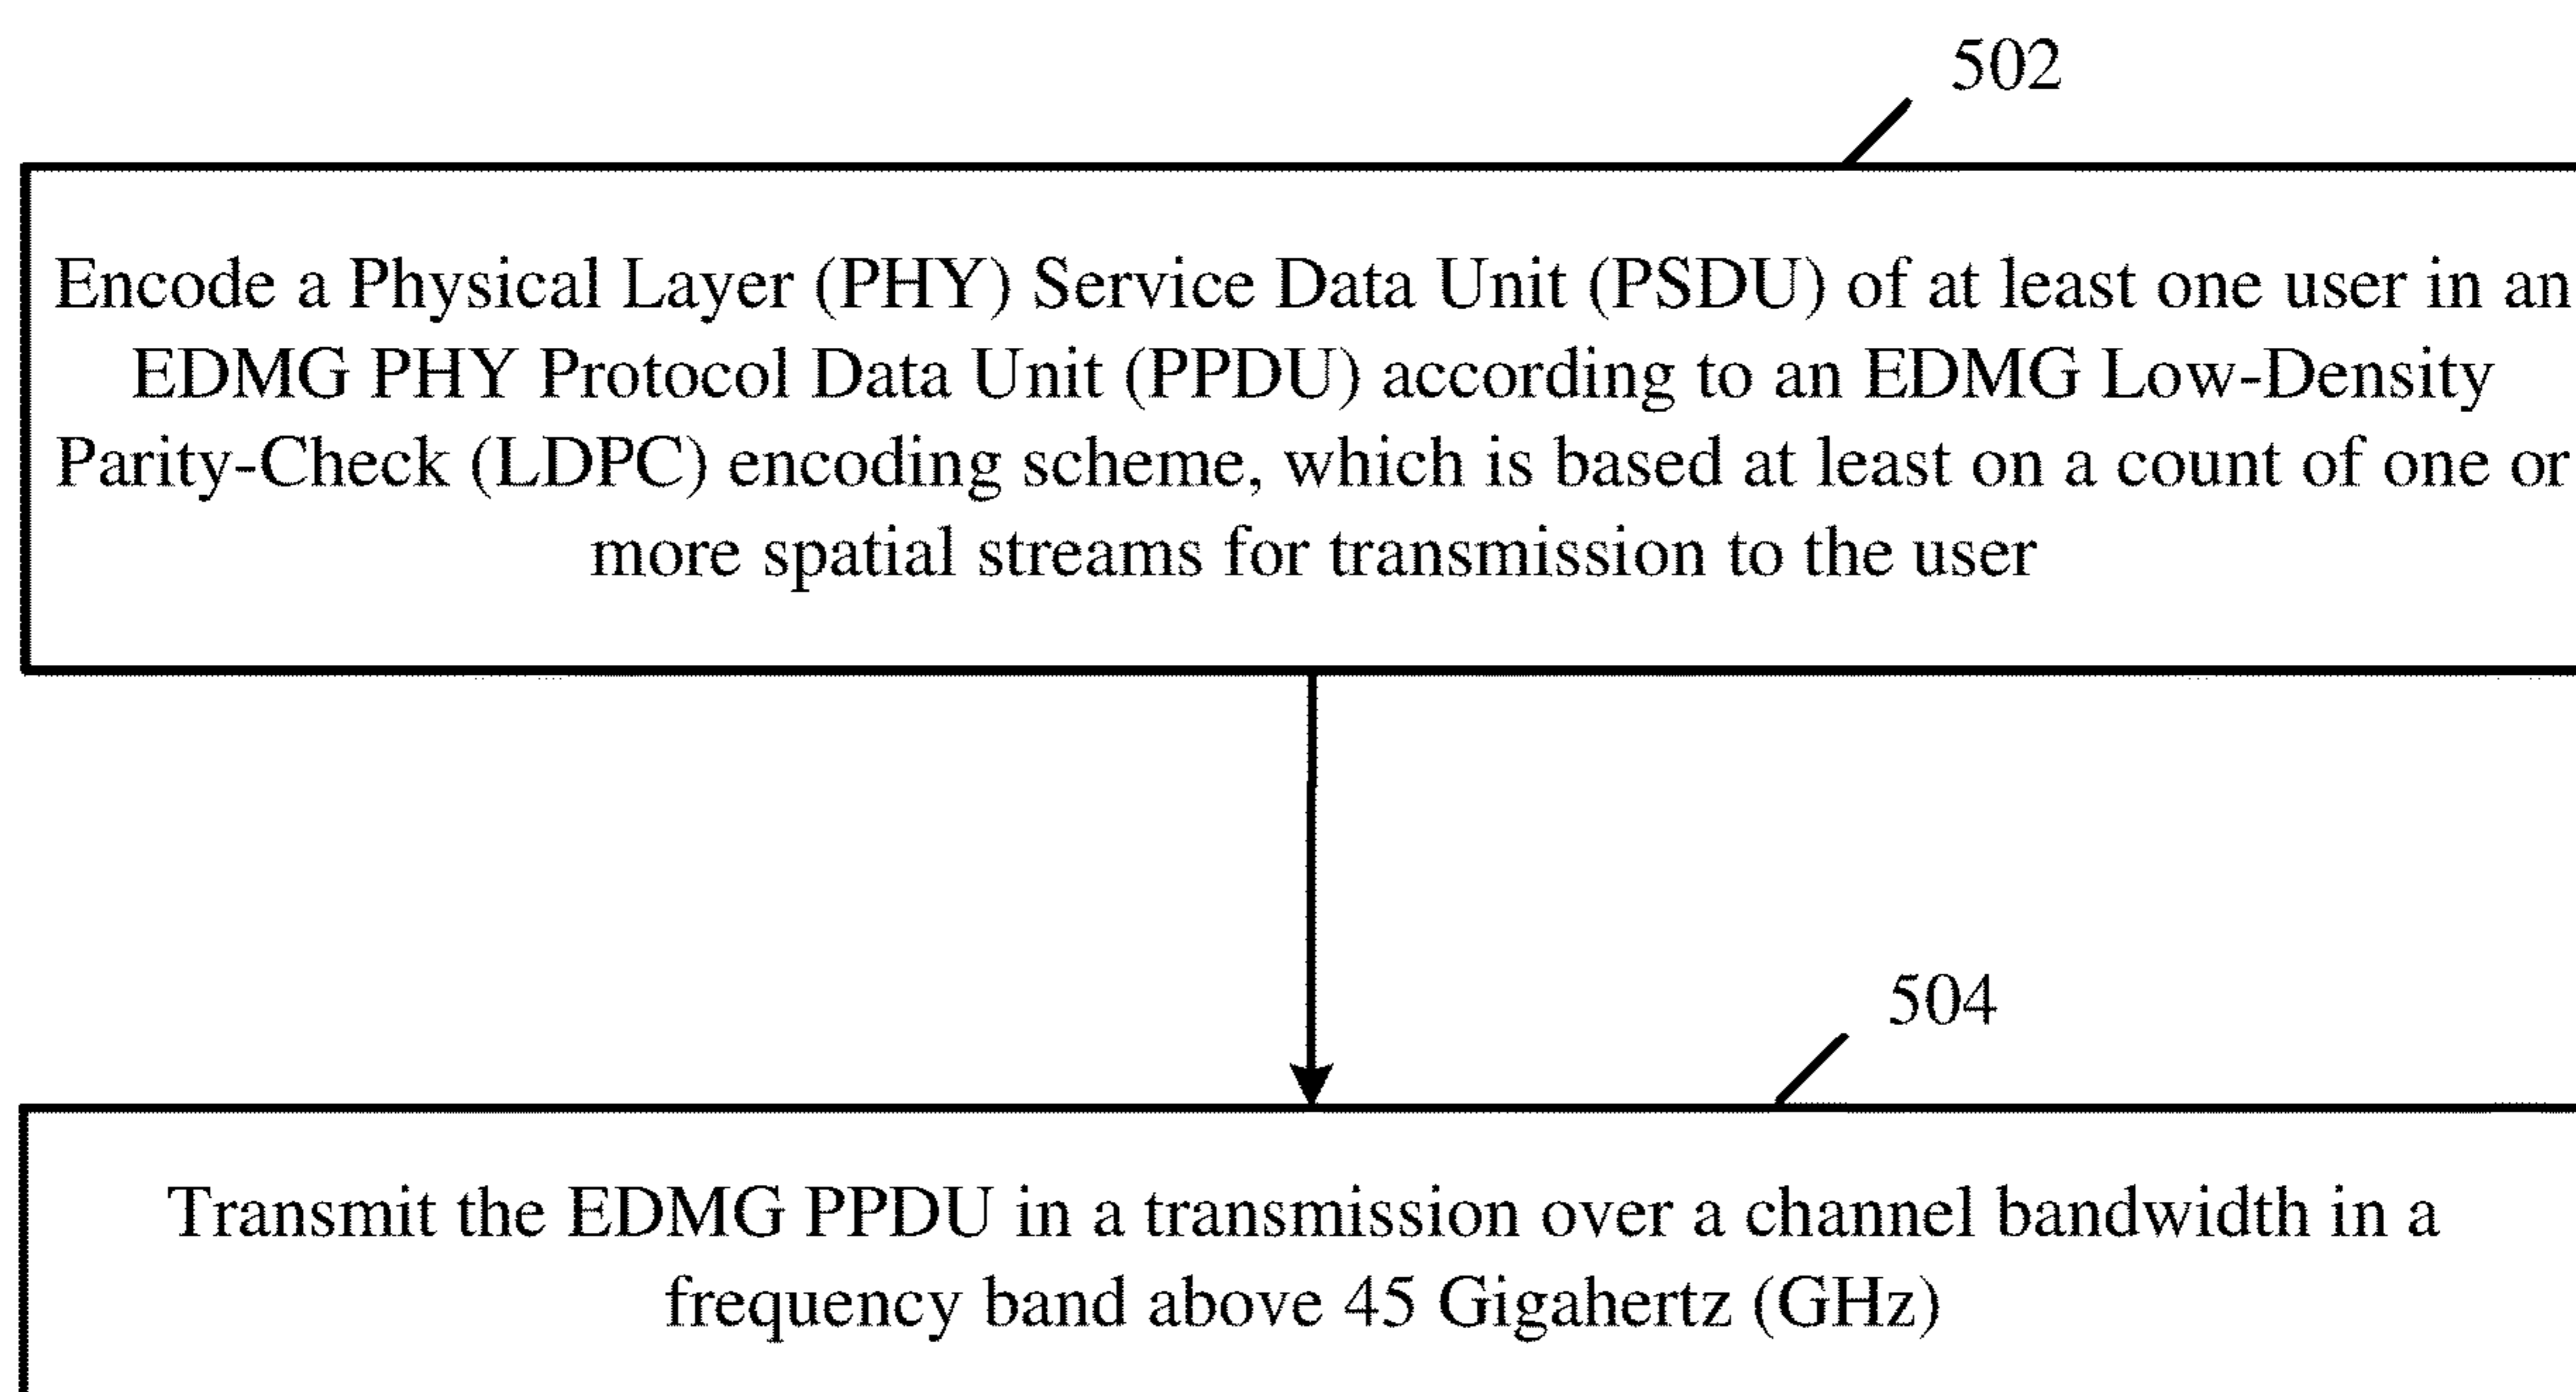 502
Encode a Physical Layer (PHY) Service Data Unit (PSDU) of at least one user in an
EDMG PHY Protocol Data Unit (PPDU) according to an EDMG Low-Density
Parity-Check (LDPC) encoding scheme, which is based at least on a count of one or
more spatial streams for transmission to the user
504
Transmit the EDMG PPDU in a transmission over a channel bandwidth in a
frequency band above 45 Gigahertz (GHz)